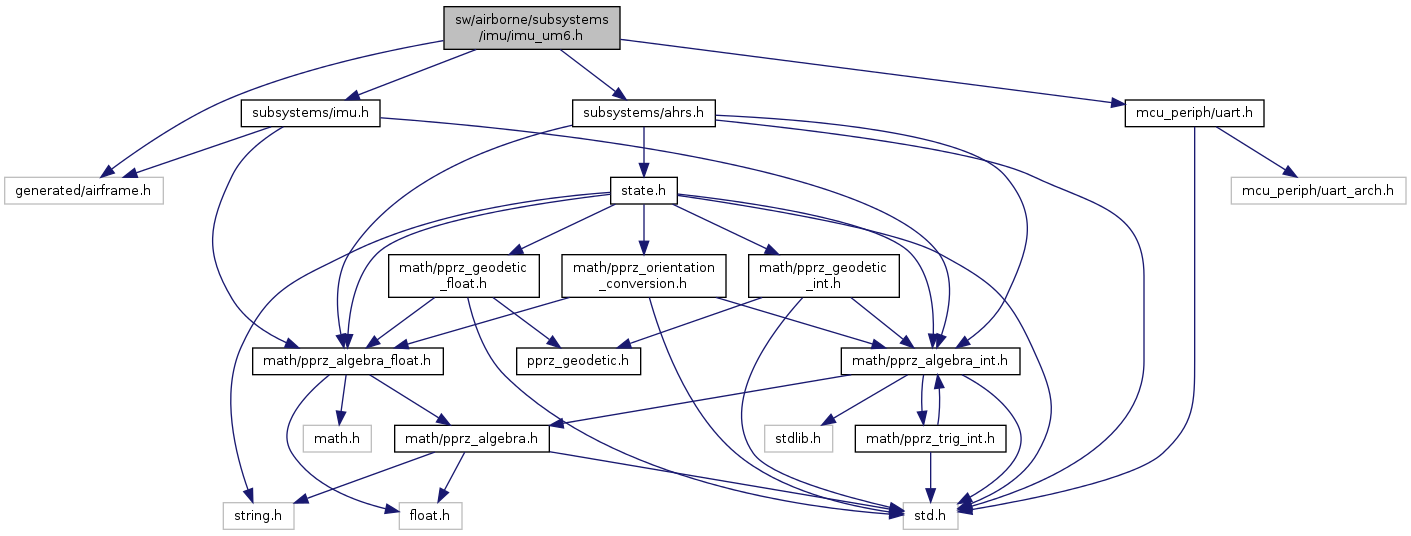 sw/airborne/subsystems
/imu/imu_um6.h
subsystems/imu.h
subsystems/ahrs.h
mcu_periph/uart.h
generated/airframe.h
state.h
mcu_periph/uart_arch.h
math/pprz_geodetic
_float.h
math/pprz_orientation
_conversion.h
math/pprz_geodetic
_int.h
math/pprz_algebra_float.h
pprz_geodetic.h
math/pprz_algebra_int.h
math.h
math/pprz_algebra.h
stdlib.h
math/pprz_trig_int.h
string.h
float.h
std.h